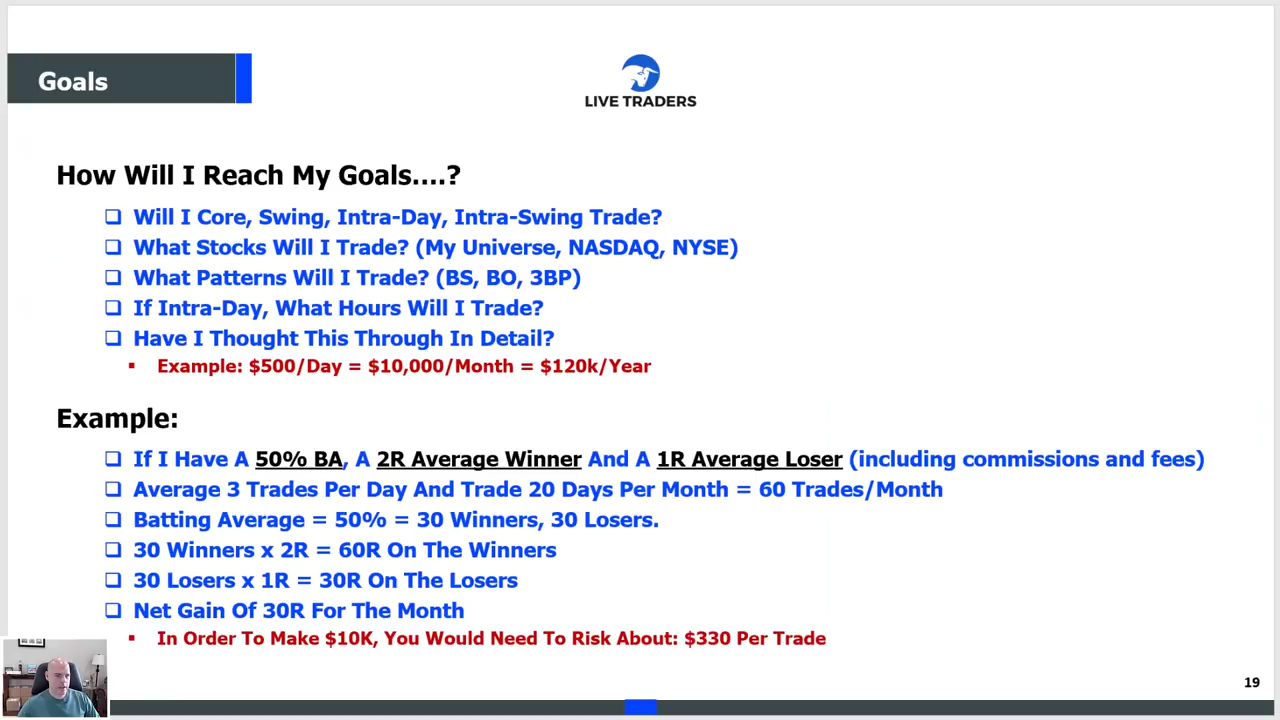 Goals
LIVE TRADERS
How Will I Reach My Goals....?
Will I Core, Swing, Intra-Day, Intra-Swing Trade?
What Stocks Will I Trade? (My Universe, NASDAQ, NYSE)
What Patterns Will I Trade? (BS, BO, 3BP)
If Intra-Day, What Hours Will I Trade?
Have I Thought This Through In Detail?
Example: $500/Day = $10,000/Month = $120k/Year
Example:
If I Have A 50% BA, A 2R Average Winner And A 1R Average Loser (including commissions and fees)
Average 3 Trades Per Day And Trade 20 Days Per Month = 60 Trades/Month
Batting Average = 50% = 30 Winners, 30 Losers.
30 Winners x 2R = 60R On The Winners
30 Losers x 1R = 30R On The Losers
Net Gain Of 30R For The Month
In Order To Make $10K, You Would Need To Risk About: $330 Per Trade
19